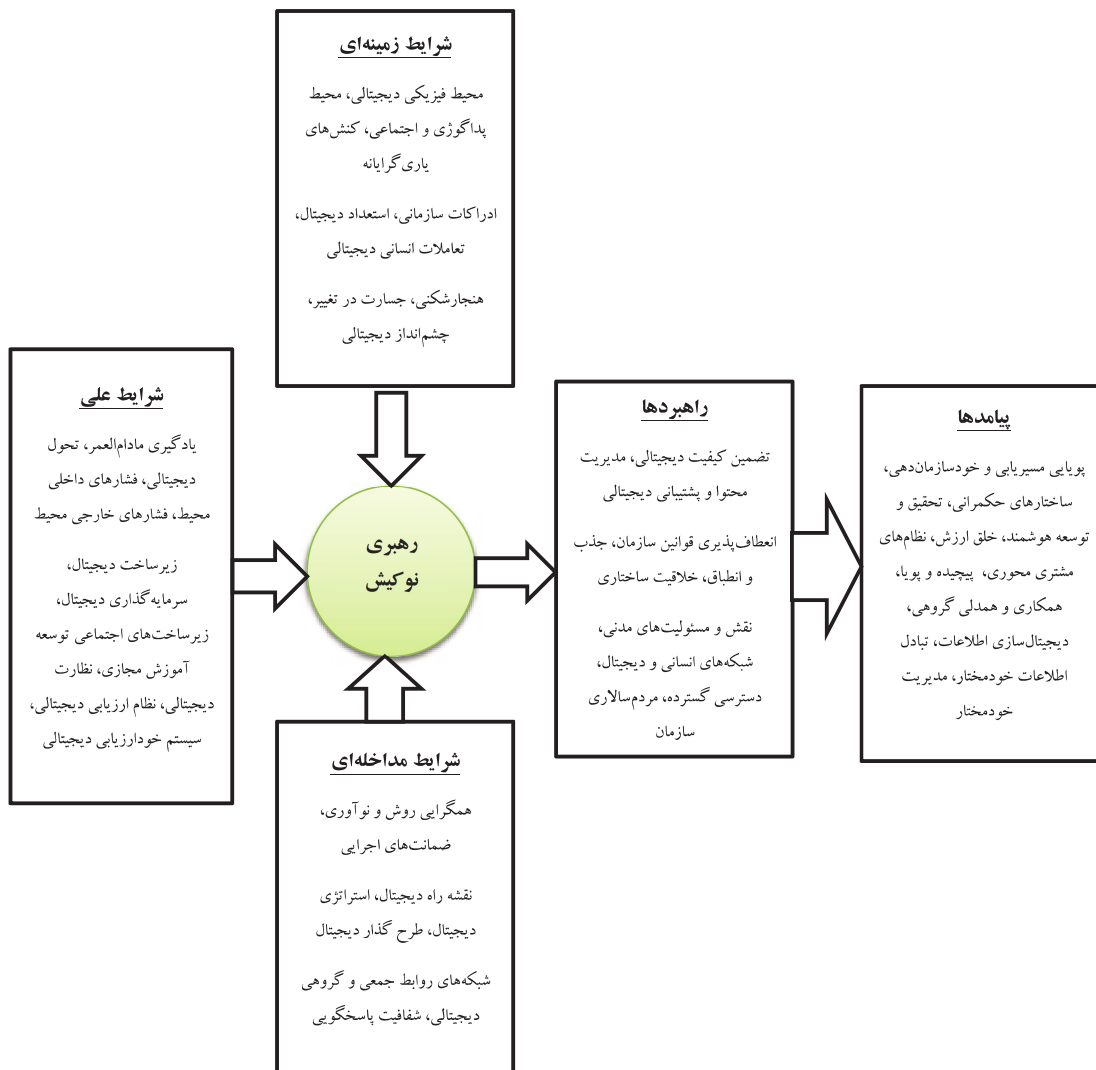 شرایط زمینه‌ای
محیط فیزیکی دیجیتالی، محیط
پداگوژی و اجتماعی، کنش‌های
یاری‌گرایانه
ادراکات سازمانی، استعداد دیجیتال،
تعاملات انسانی دیجیتالی
هنجارشکنی، جسارت در تغییر،
چشم‌انداز دیجیتالی
شرایط علی
یادگیری مادام‌العمر، تحول
دیجیتالی، فشارهای داخلی
محیط، فشارهای خارجی محیط
زیرساخت دیجیتال،
سرمایه‌گذاری دیجیتال،
زیرساخت‌های اجتماعی توسعه
آموزش مجازی، نظارت
دیجیتالی، نظام ارزیابی دیجیتالی،
سیستم خودارزیابی دیجیتالی
رهبری
نوکیش
شرایط مداخله‌ای
همگرایی روش و نوآوری،
ضمانت‌های اجرایی
نقشه راه دیجیتال، استراتژی
دیجیتال، طرح گذار دیجیتال
شبکه‌های روابط جمعی و گروهی
دیجیتالی، شفافیت پاسخگویی
راهبردها
تضمین کیفیت دیجیتالی، مدیریت
محتوا و پشتیبانی دیجیتالی
انعطاف‌پذیری قوانین سازمان، جذب
و انطباق، خلاقیت ساختاری
نقش و مسئولیت‌های مدنی،
شبکه‌های انسانی و دیجیتال،
دسترسی گسترده، مردم‌سالاری
سازمان
پیامدها
پویایی مسیریابی و خودسازمان‌دهی،
ساختارهای حکمرانی، تحقیق و
توسعه هوشمند، خلق ارزش، نظام‌های
مشتری محوری، پیچیده و پویا،
همکاری و همدلی گروهی،
دیجیتال‌سازی اطلاعات، تبادل
اطلاعات خودمختار، مدیریت
خودمختار